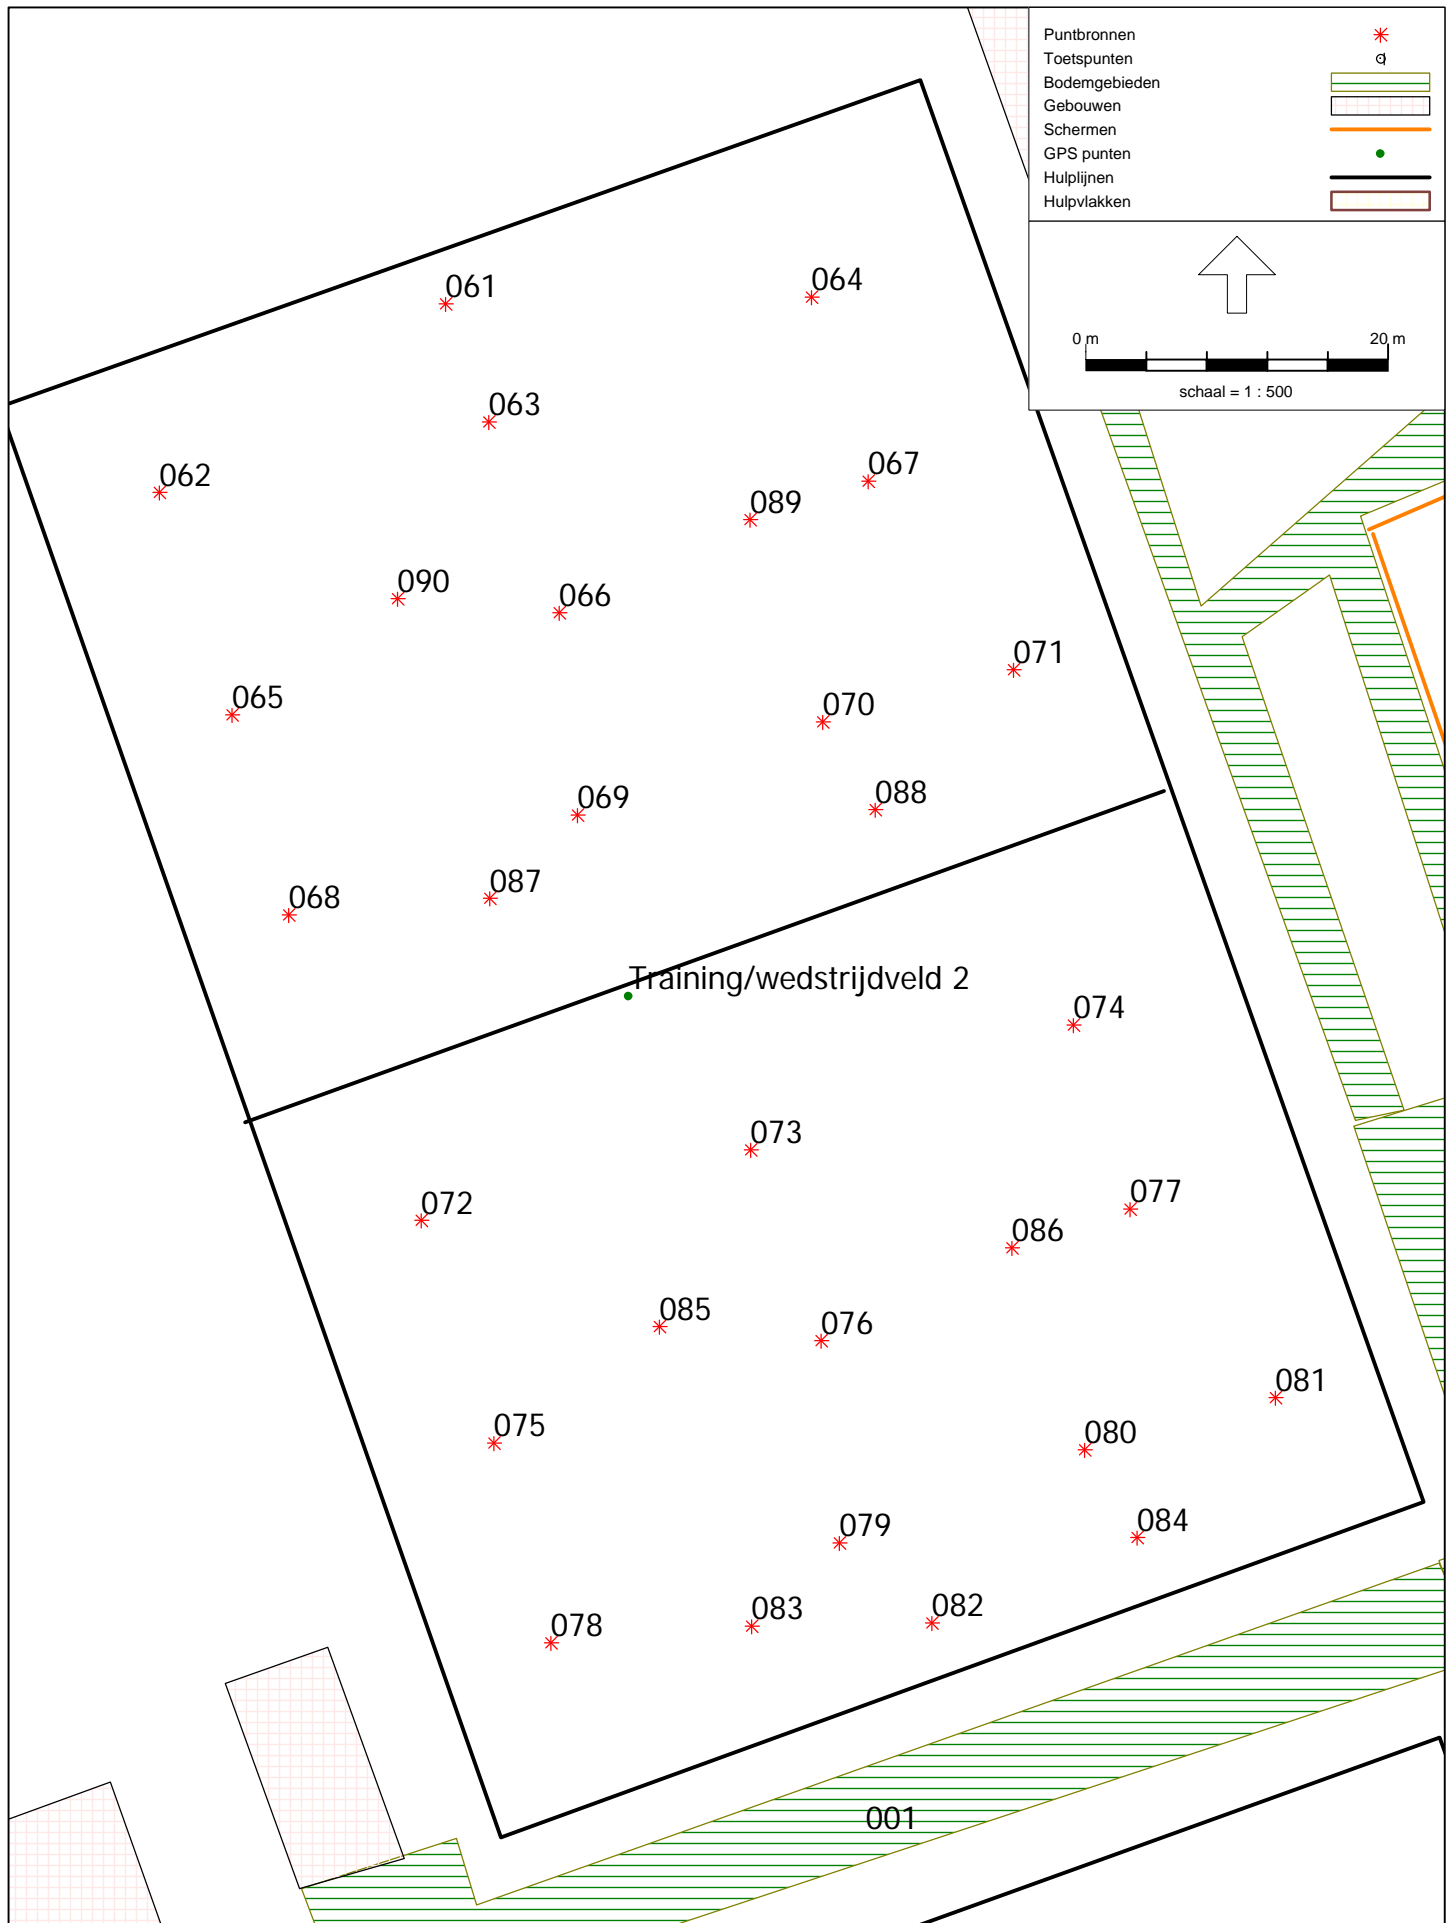 Puntbronnen
Toetspunten
Bodemgebieden
Gebouwen
Schermen
GPS punten
Hulplijnen
Hulpvlakken
0 m 20 m
schaal = 1 : 500
061
064
063
062
067
089
090
066
071
065
070
069
088
087
068
Training/wedstrijdveld 2
074
073
072
077
086
085
076
081
075
080
079
084
082
083
078
001